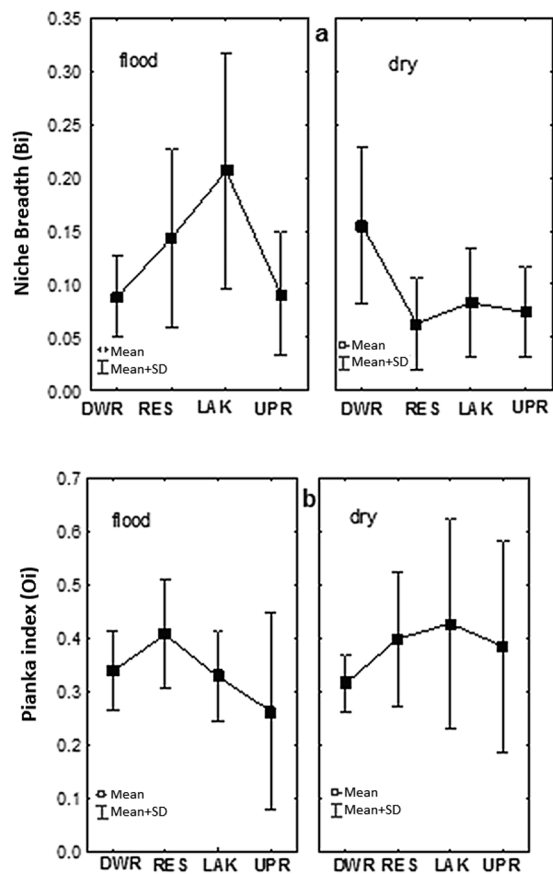 0.35
0.30
0.25
0.20
0.15
0.10
0.05
0.00
Niche Breadth (Bi)
a
flood
dry
Mean
Mean+SD
Mean
Mean+SD
DWR RES LAK UPR
DWR RES LAK UPR
0.7
0.6
0.5
0.4
0.3
0.2
0.1
0.0
Pianka index (Oi)
b
flood
dry
Mean
Mean+SD
Mean
Mean+SD
DWR RES LAK UPR
DWR RES LAK UPR